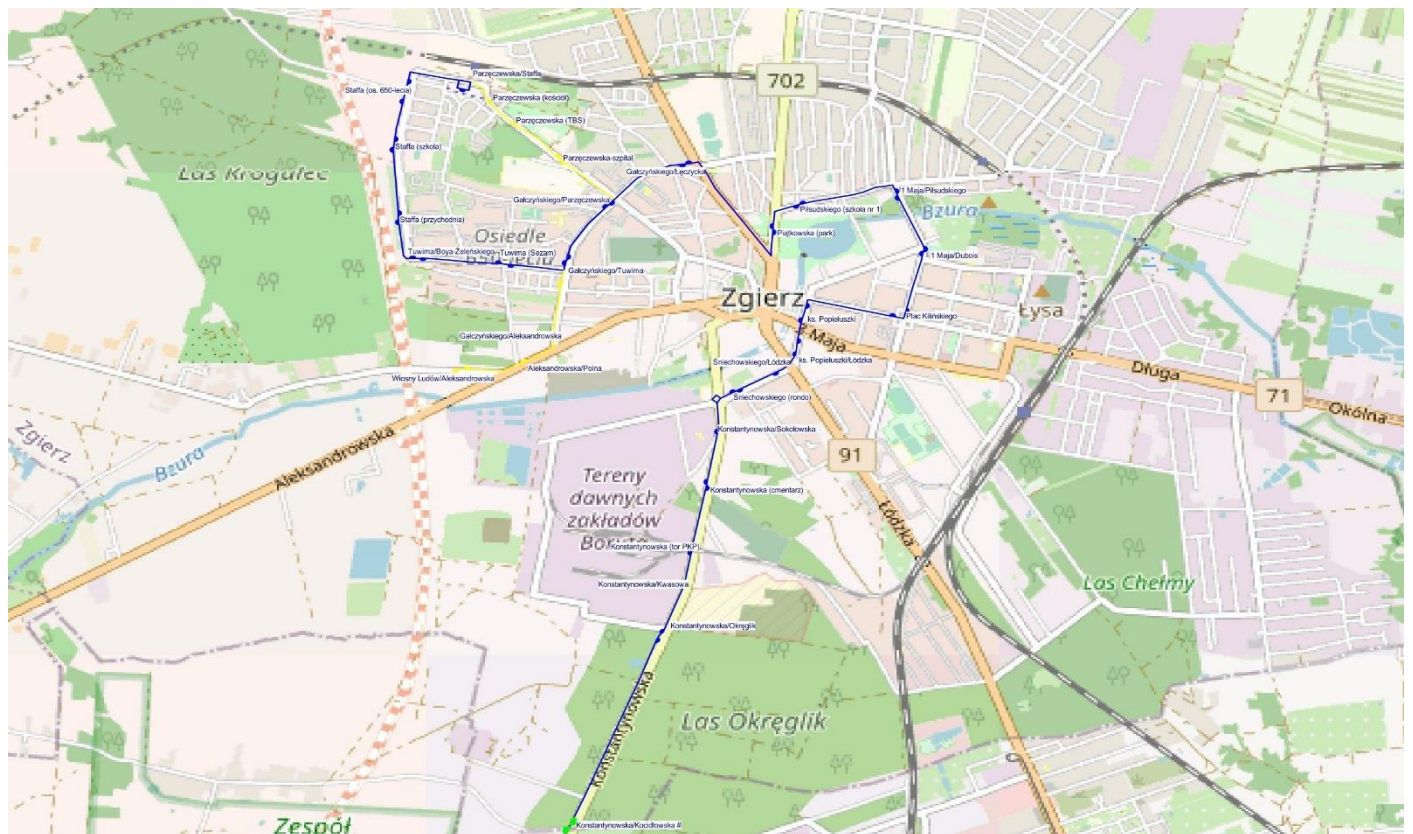 702
Parzęczewska/Staffa
Staffa (os. 650-lecia)
Parzęczewska (kościół)
Parzęczewska (TBS)
Staffa (szkoła)
Parzęczewska-szpital
Las Krogulec
Gałczyńskiego/Łęczycka
1 Maja/Piłsudskiego
Gałczyńskiego/Parzęczewska
Piłsudskiego (szkoła nr 1)
Bzura
Staffa (przychodnia)
Piątkowska (park)
Osiedle
Tuwima/Boya-Żeleńskiego
Tuwima (Sezam)
1 Maja/Dubois
Gałczyńskiego/Tuwima
Zgierz
Łysa
Plac Kilińskiego
ks. Popiełuszki
3 Maja
Gałczyńskiego/Aleksandrowska
Śniechowskiego/Łódzka
ks. Popiełuszki/Łódzka
Aleksandrowska/Polna
Długa
Wiosny Ludów/Aleksandrowska
71
Śniechowskiego (rondo)
Okólna
Zgierz
Konstantynowska/Sokołowska
Aleksandrowska
Bzura
91
Tereny
dawnych
zakładów
Boruta
Konstantynowska (cmentarz)
Łódzka
Konstantynowska (tor PKP)
Konstantynowska/Kwasowa
Las Chełmy
Konstantynowska/Okręglik
Konstantynowska
Las Okręglik
Konstantynowska/Kociołowska #
Zespół